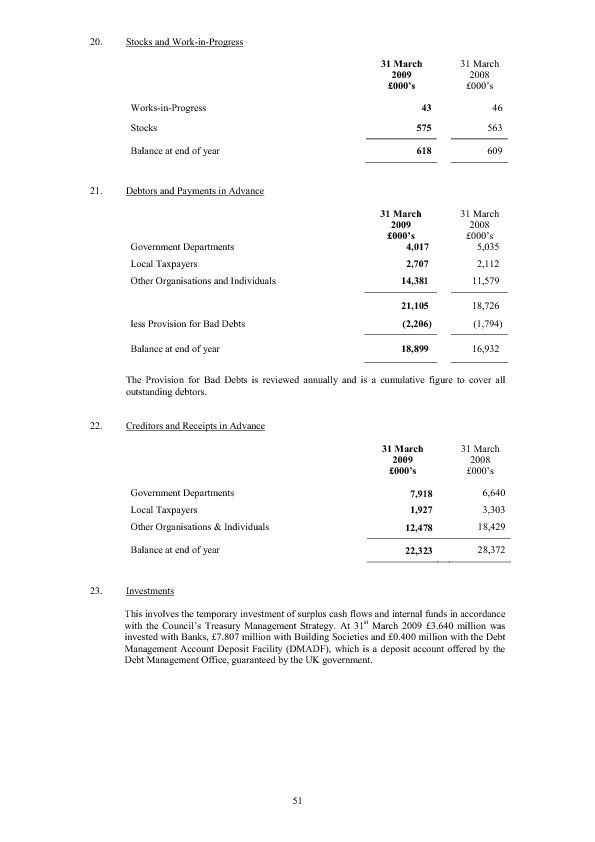 20. Stocks and Work-in-Progress
31 March 31 March
2009 2008
£000’s £000’s
Works-in-Progress 43 46
Stocks 575 563
Balance at end of year 618 609
21. Debtors and Payments in Advance
31 March 31 March
2009 2008
£000’s £000’s
Government Departments 4,017 5,035
Local Taxpayers 2,707 2,112
Other Organisations and Individuals 14,381 11,579
21,105 18,726
less Provision for Bad Debts (2,206) (1,794)
Balance at end of year 18,899 16,932
The Provision for Bad Debts is reviewed annually and is a cumulative figure to cover all
outstanding debtors.
22. Creditors and Receipts in Advance
31 March 31 March
2009 2008
£000’s £000’s
Government Departments 7,918 6,640
Local Taxpayers 1,927 3,303
Other Organisations & Individuals 12,478 18,429
Balance at end of year 22,323 28,372
23. Investments
This involves the temporary investment of surplus cash flows and internal funds in accordance
with the Council’s Treasury Management Strategy. At 31st March 2009 £3.640 million was
invested with Banks, £7.807 million with Building Societies and £0.400 million with the Debt
Management Account Deposit Facility (DMADF), which is a deposit account offered by the
Debt Management Office, guaranteed by the UK government.
51